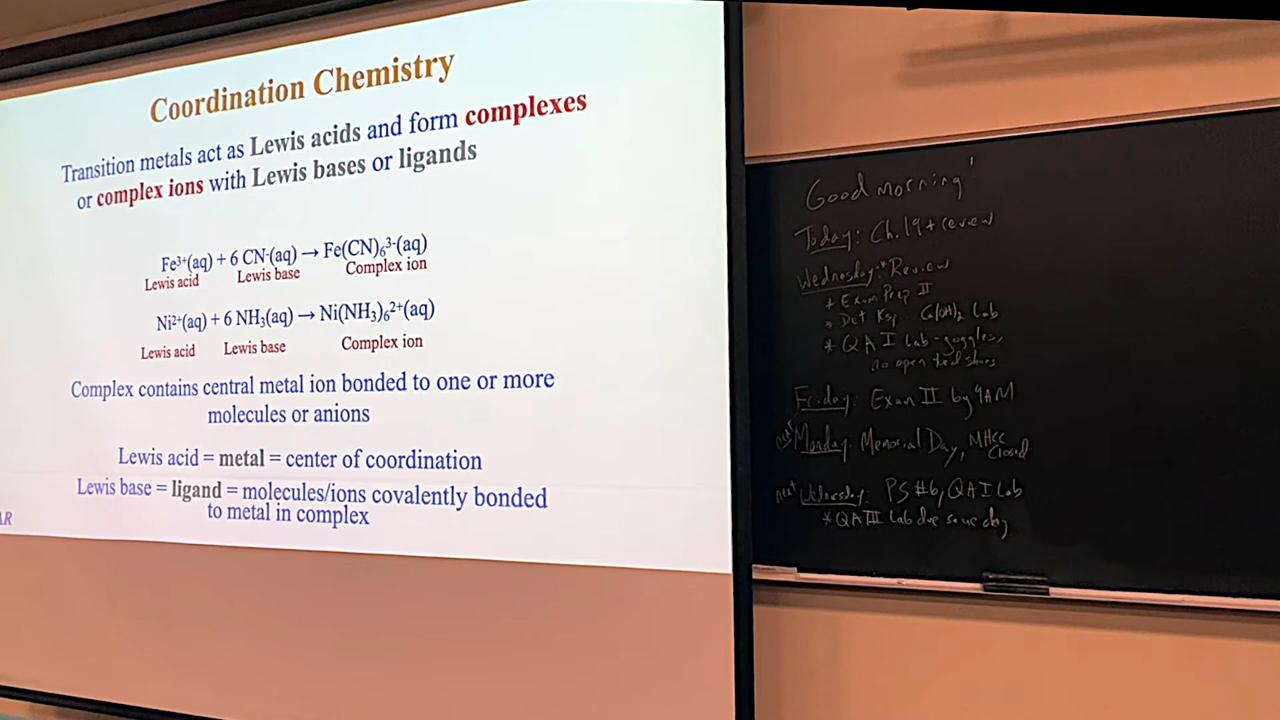 Coordination Chemistry
Transition metals act as Lewis acids and form complexes
or complex ions with Lewis bases or ligands
Fe³⁺(aq) + 6 CN⁻(aq) → Fe(CN)₆³⁻(aq)
Lewis acid Lewis base Complex ion
Ni²⁺(aq) + 6 NH₃(aq) → Ni(NH₃)₆²⁺(aq)
Lewis acid Lewis base Complex ion
Complex contains central metal ion bonded to one or more
molecules or anions
Lewis acid = metal = center of coordination
Lewis base = ligand = molecules/ions covalently bonded
to metal in complex
AR
Good morning!
Today: Ch. 19 + review
Wednesday: * Review
* Exam Prep II
* Det Ksp Ca(OH)₂ Lab
* QA I Lab - goggles,
no open toed shoes
Friday: Exam II by 9AM
next Monday: Memorial Day, MHCC
Closed
next Wednesday: PS #6, QA I Lab
* QA III Lab due same day